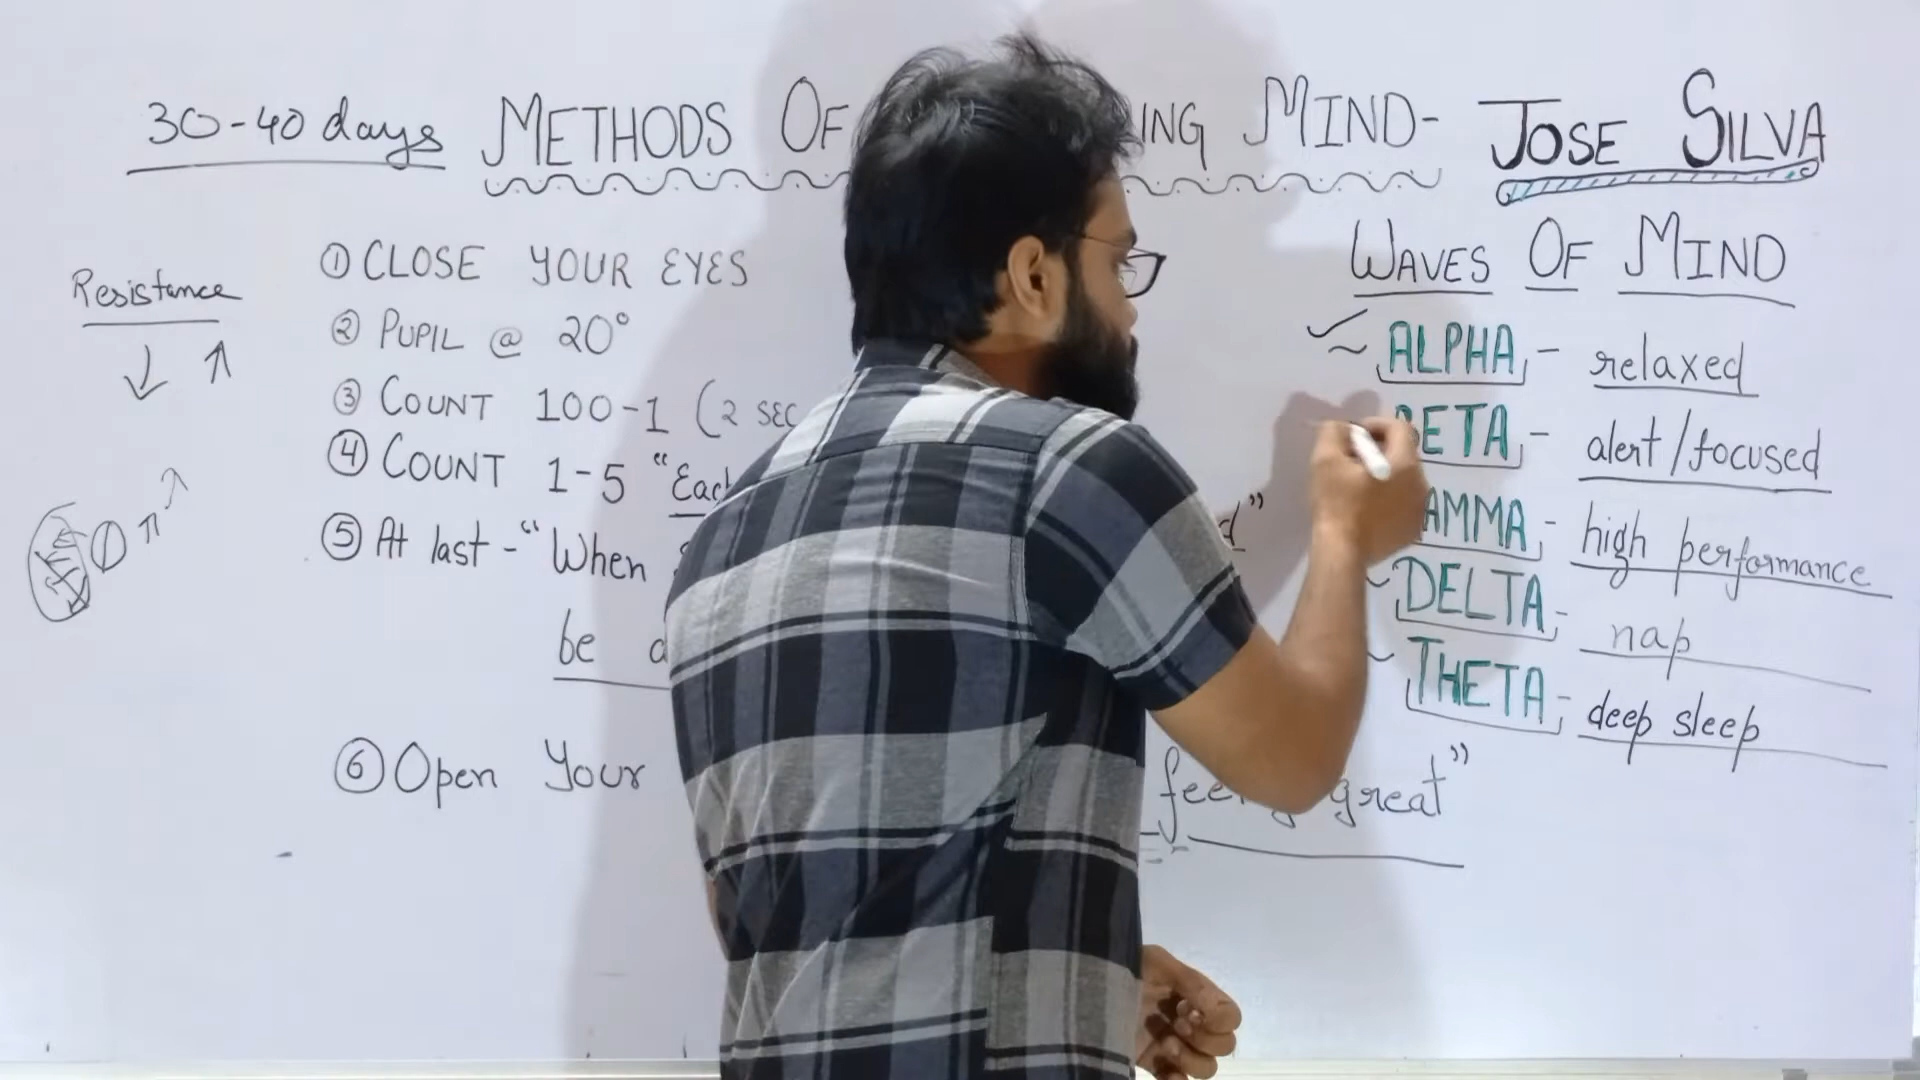 30-40 days METHODS OF ING MIND- JOSE SILVA
Resistance
① CLOSE YOUR EYES
② PUPIL @ 20°
③ COUNT 100-1 (2 SEC
④ COUNT 1-5 "Each d"
⑤ At last -"When
be
⑥ Open Your great"
WAVES OF MIND
ALPHA - relaxed
BETA - alert/focused
AMMA - high performance
DELTA - nap
THETA - deep sleep